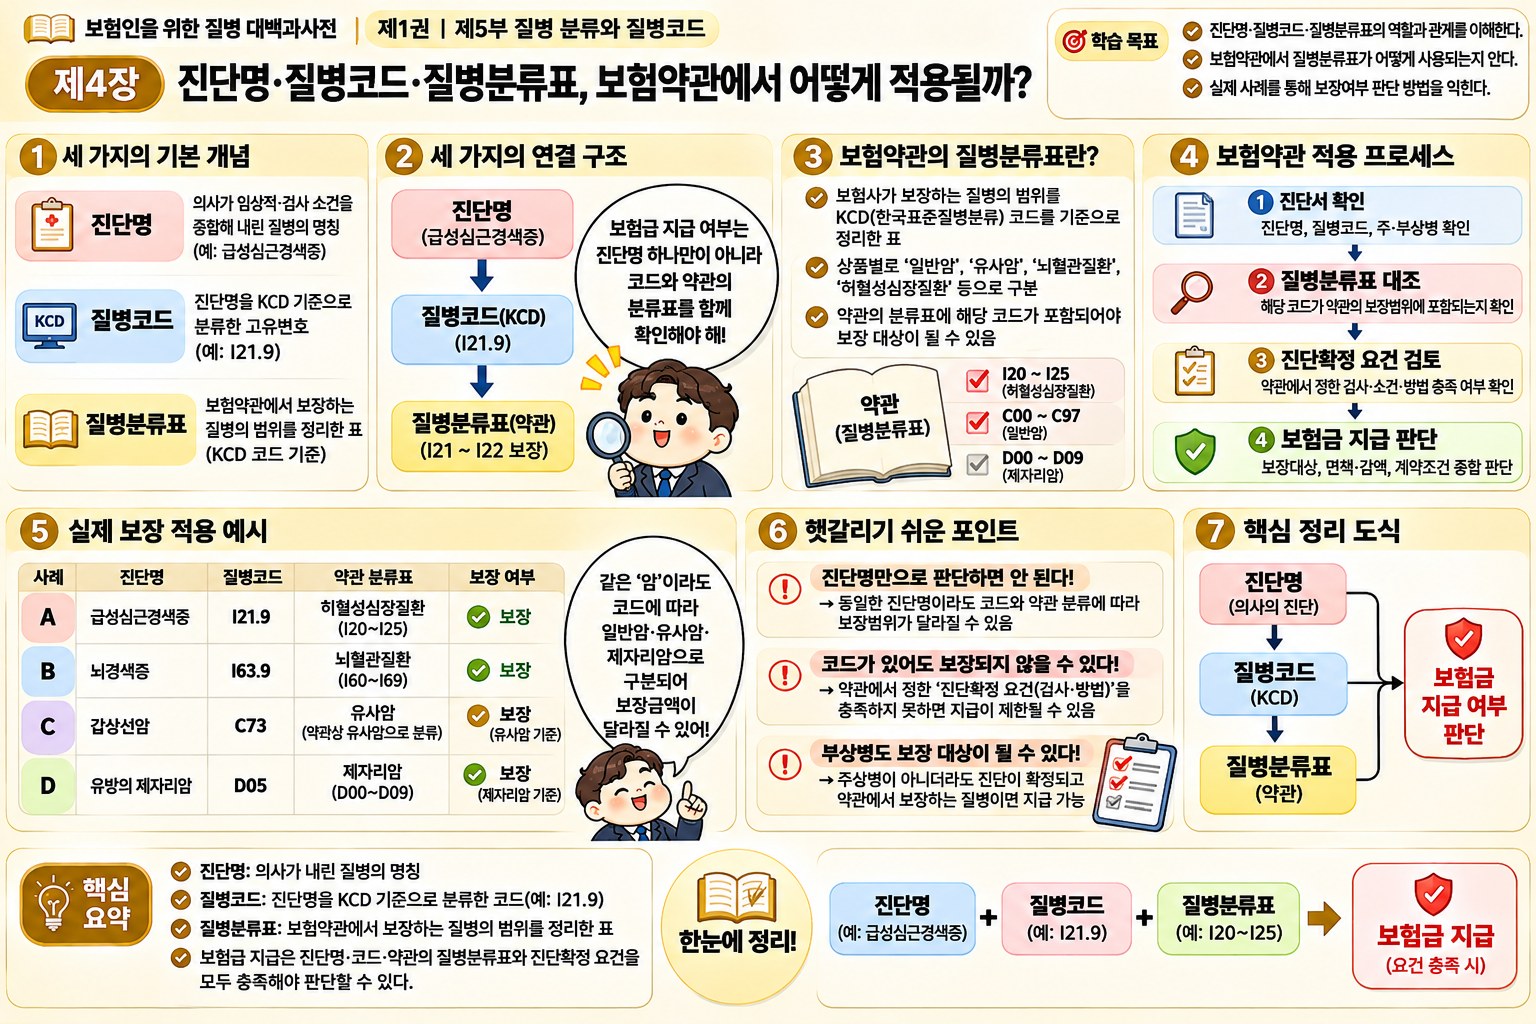 보험인을 위한 질병 대백과사전
제1권 | 제5부 질병 분류와 질병코드
제4장 진단명·질병코드·질병분류표, 보험약관에서 어떻게 적용될까?
학습 목표
진단명·질병코드·질병분류표의 역할과 관계를 이해한다.
보험약관에서 질병분류표가 어떻게 사용되는지 안다.
실제 사례를 통해 보장여부 판단 방법을 익힌다.
1 세 가지의 기본 개념
진단명
의사가 임상적·검사 소견을
종합해 내린 질병의 명칭
(예: 급성심근경색증)
KCD
질병코드
진단명을 KCD 기준으로
분류한 고유번호
(예: I21.9)
질병분류표
보험약관에서 보장하는
질병의 범위를 정리한 표
(KCD 코드 기준)
2 세 가지의 연결 구조
진단명
(급성심근경색증)
질병코드(KCD)
(I21.9)
질병분류표(약관)
(I21 ~ I22 보장)
보험금 지급 여부는
진단명 하나만이 아니라
코드와 약관의
분류표를 함께
확인해야 해!
3 보험약관의 질병분류표란?
보험사가 보장하는 질병의 범위를
KCD(한국표준질병분류) 코드를 기준으로
정리한 표
상품별로 ‘일반암’, ‘유사암’, ‘뇌혈관질환’,
‘허혈성심장질환’ 등으로 구분
약관의 분류표에 해당 코드가 포함되어야
보장 대상이 될 수 있음
약관
(질병분류표)
I20 ~ I25
(허혈성심장질환)
C00 ~ C97
(일반암)
D00 ~ D09
(제자리암)
4 보험약관 적용 프로세스
1 진단서 확인
진단명, 질병코드, 주·부상병 확인
2 질병분류표 대조
해당 코드가 약관의 보장범위에 포함되는지 확인
3 진단확정 요건 검토
약관에서 정한 검사·소견·방법 충족 여부 확인
4 보험금 지급 판단
보장대상, 면책·감액, 계약조건 종합 판단
5 실제 보장 적용 예시
사례 진단명 질병코드 약관 분류표 보장 여부
A 급성심근경색증 I21.9 허혈성심장질환 (I20~I25) 보장
B 뇌경색증 I63.9 뇌혈관질환 (I60~I69) 보장
C 갑상선암 C73 유사암 (약관상 유사암으로 분류) 보장 (유사암 기준)
D 유방의 제자리암 D05 제자리암 (D00~D09) 보장 (제자리암 기준)
같은 ‘암’이라도
코드에 따라
일반암·유사암·
제자리암으로
구분되어
보장금액이
달라질 수 있어!
6 햇갈리기 쉬운 포인트
진단명만으로 판단하면 안 된다!
→ 동일한 진단명이라도 코드와 약관 분류에 따라
보장범위가 달라질 수 있음
코드가 있어도 보장되지 않을 수 있다!
→ 약관에서 정한 ‘진단확정 요건(검사·방법)’을
충족하지 못하면 지급이 제한될 수 있음
부상병도 보장 대상이 될 수 있다!
→ 주상병이 아니더라도 진단이 확정되고
약관에서 보장하는 질병이면 지급 가능
7 핵심 정리 도식
진단명
(의사의 진단)
질병코드
(KCD)
질병분류표
(약관)
보험금
지급 여부
판단
핵심
요약
진단명: 의사가 내린 질병의 명칭
질병코드: 진단명을 KCD 기준으로 분류한 코드(예: I21.9)
질병분류표: 보험약관에서 보장하는 질병의 범위를 정리한 표
보험금 지급은 진단명·코드·약관의 질병분류표와 진단확정 요건을
모두 충족해야 판단할 수 있다.
한눈에 정리!
진단명
(예: 급성심근경색증)
+
질병코드
(예: I21.9)
+
질병분류표
(예: I20~I25)
보험금 지급
(요건 충족 시)